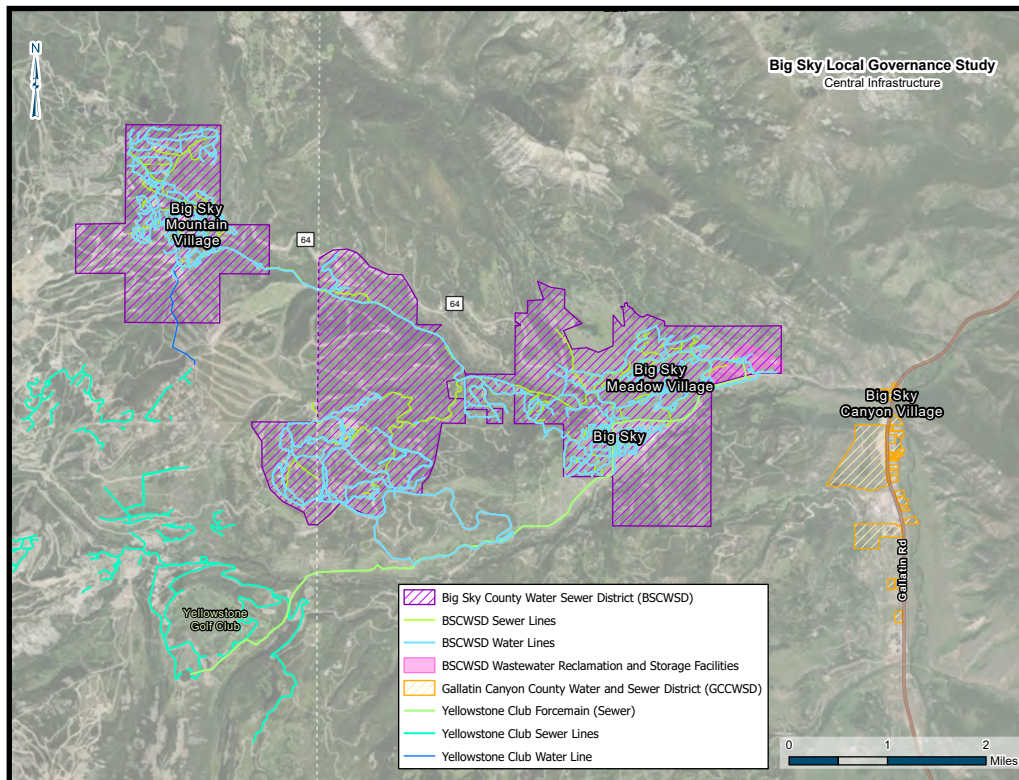 N
Big Sky Local Governance Study
Central Infrastructure
Big Sky
Mountain
Village
64
64
Big Sky
Meadow Village
Big Sky
Big Sky
Canyon Village
Gallatin Rd
Yellowstone
Golf Club
Big Sky County Water Sewer District (BSCWSD)
BSCWSD Sewer Lines
BSCWSD Water Lines
BSCWSD Wastewater Reclamation and Storage Facilities
Gallatin Canyon County Water and Sewer District (GCCWSD)
Yellowstone Club Forcemain (Sewer)
Yellowstone Club Sewer Lines
Yellowstone Club Water Line
0 1 2
Miles